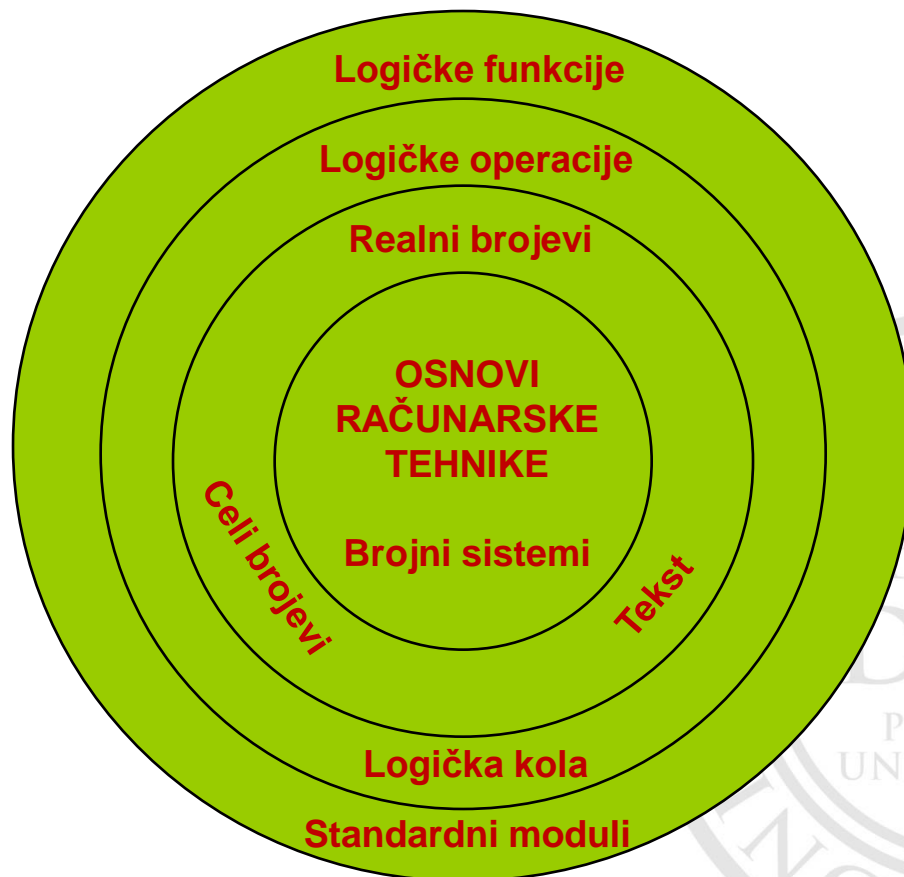 Logičke funkcije
Logičke operacije
Realni brojevi
OSNOVI
RAČUNARSKE
TEHNIKE
Brojni sistemi
Celi brojevi
Tekst
Logička kola
Standardni moduli